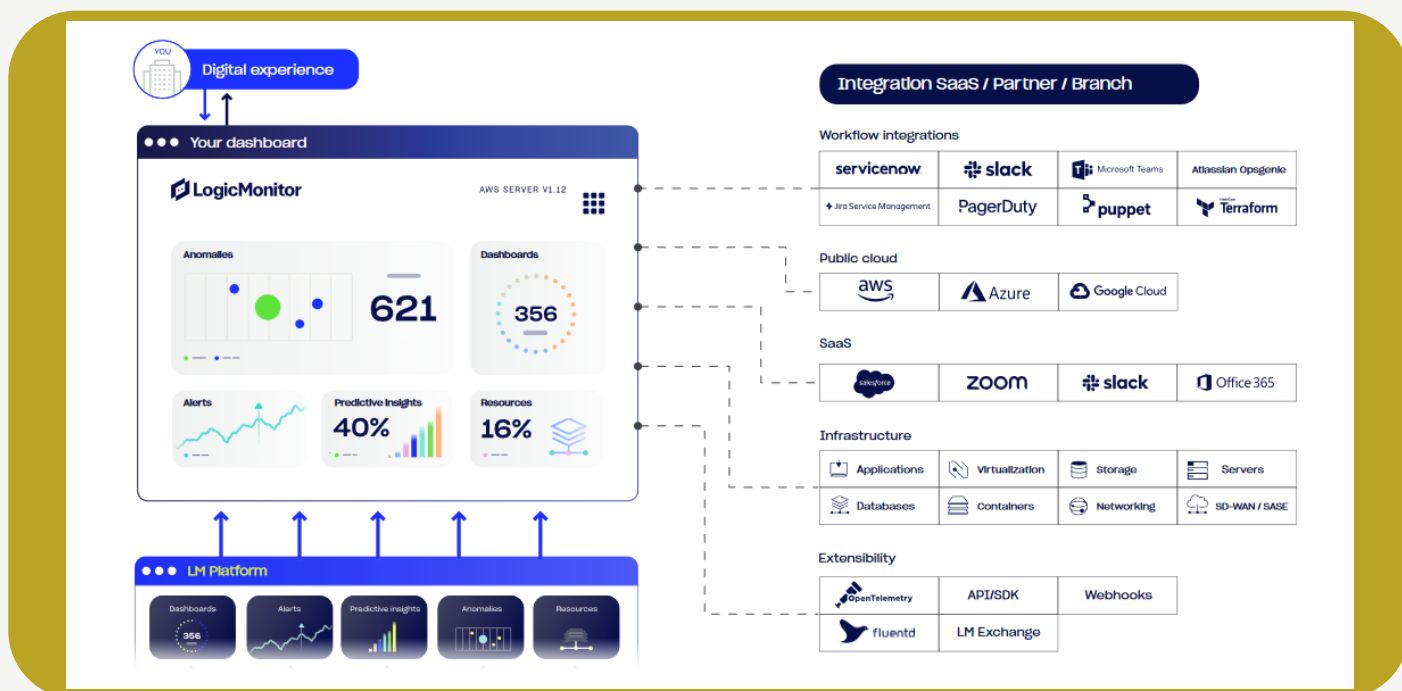 YOU
Digital experience
Your dashboard
LogicMonitor
AWS SERVER V1.12
Anomalies
621
Dashboards
356
Alerts
Predictive Insights
40%
Resources
16%
LM Platform
Dashboards
356
Alerts
Predictive insights
Anomalies
Resources
Integration SaaS / Partner / Branch
Workflow integrations
servicenow
slack
Microsoft Teams
Atlassian Opsgenie
Jira Service Management
PagerDuty
puppet
Terraform
Public cloud
aws
Azure
Google Cloud
SaaS
salesforce
zoom
slack
Office 365
Infrastructure
Applications
Virtualization
Storage
Servers
Databases
Containers
Networking
SD-WAN / SASE
Extensibility
OpenTelemetry
API/SDK
Webhooks
fluentd
LM Exchange